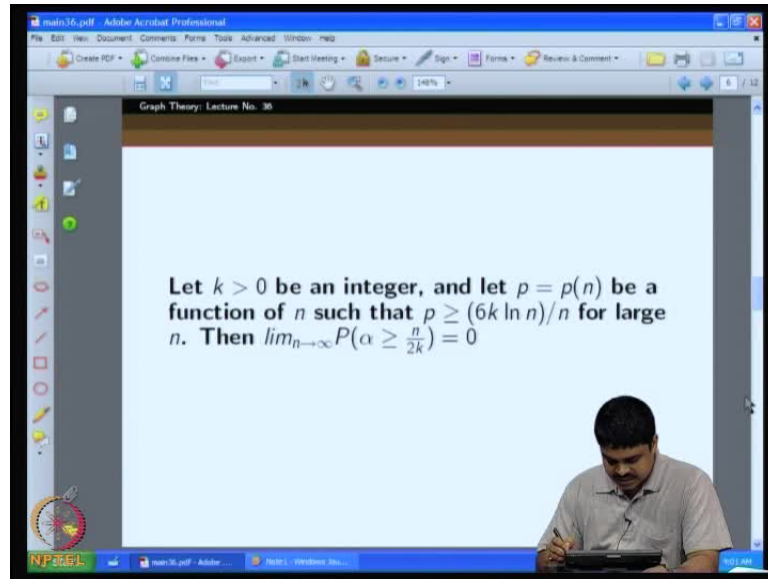 main36.pdf - Adobe Acrobat Professional
File Edit View Document Comments Forms Tools Advanced Window Help
Create PDF Combine Files Export Start Meeting Secure Sign Forms Review & Comment
148% 6 / 12
Graph Theory: Lecture No. 36
Let k > 0 be an integer, and let p = p(n) be a
function of n such that p ≥ (6k ln n)/n for large
n. Then lim_{n→∞} P(α ≥ n/2k) = 0
NPTEL
main36.pdf - Adobe ...
Note1 - Windows Jou...
9:01 AM